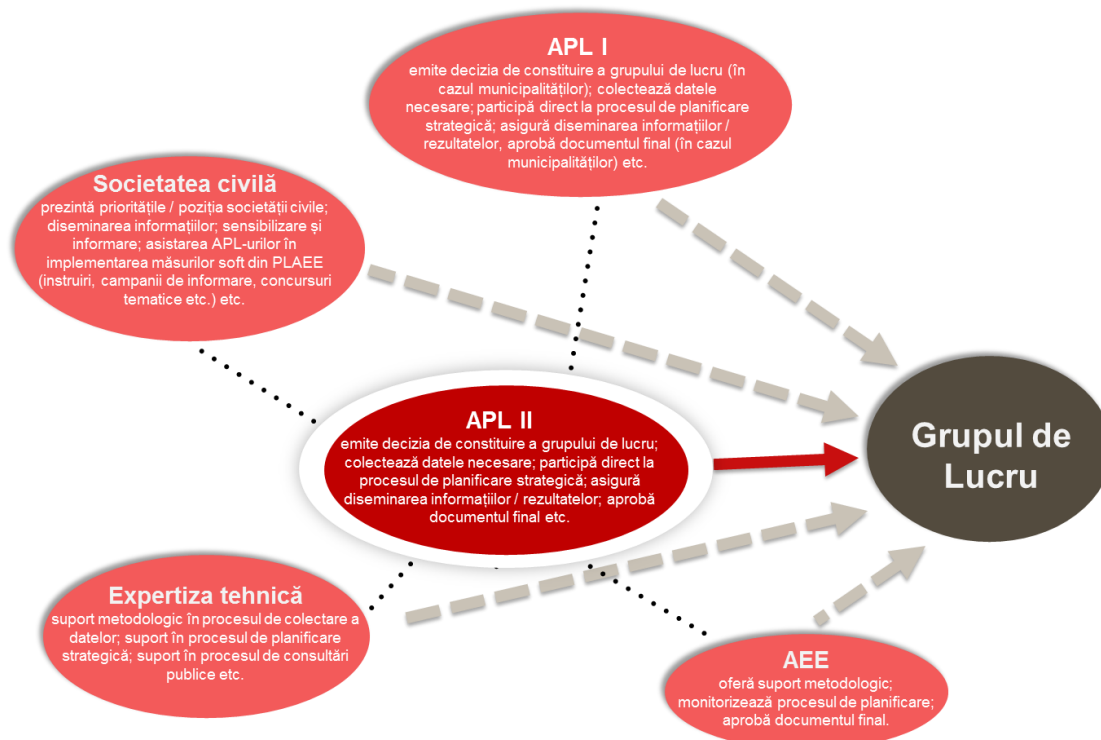 APL I
emite decizia de constituire a grupului de lucru (în
cazul municipalităților); colectează datele
necesare; participă direct la procesul de planificare
strategică; asigură diseminarea informațiilor /
rezultatelor, aprobă documentul final (în cazul
municipalităților) etc.
Societatea civilă
prezintă prioritățile / poziția societății civile;
diseminarea informațiilor; sensibilizare și
informare; asistarea APL-urilor în
implementarea măsurilor soft din PLAEE
(instruiri, campanii de informare, concursuri
tematice etc.) etc.
APL II
emite decizia de constituire a grupului de lucru;
colectează datele necesare; participă direct la
procesul de planificare strategică; asigură
diseminarea informațiilor / rezultatelor; aprobă
documentul final etc.
Grupul de
Lucru
Expertiza tehnică
suport metodologic în procesul de colectare a
datelor; suport în procesul de planificare
strategică; suport în procesul de consultări
publice etc.
AEE
oferă suport metodologic;
monitorizează procesul de planificare;
aprobă documentul final.